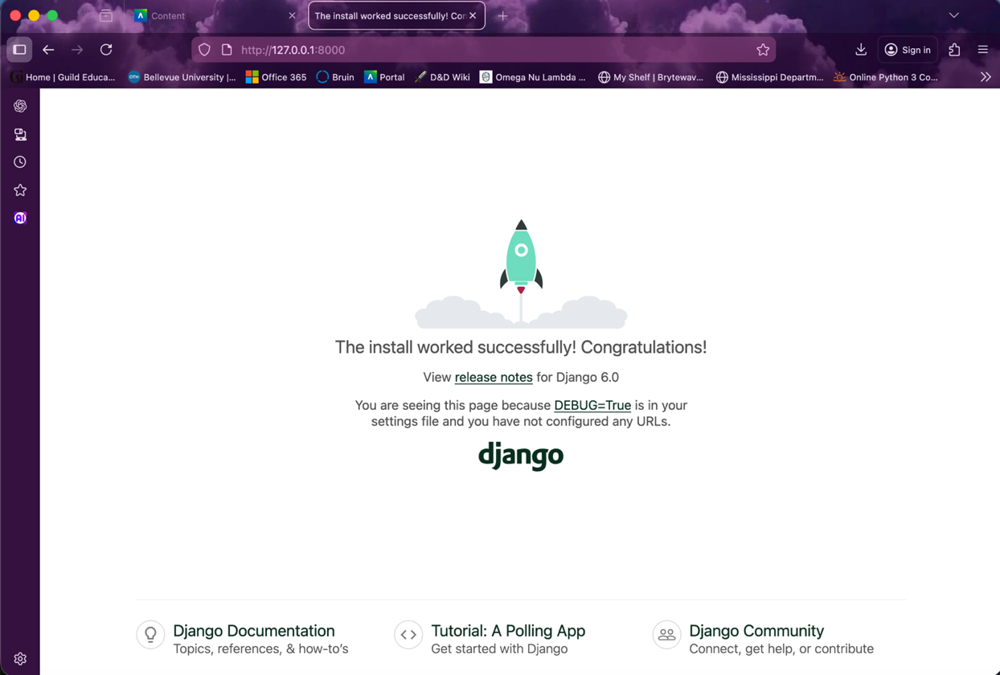 Content
The install worked successfully! Con
http://127.0.0.1:8000
Sign in
Home | Guild Educa...
Bellevue University |...
Office 365
Bruin
Portal
D&D Wiki
Omega Nu Lambda ...
My Shelf | Brytewav...
Mississippi Departm...
Online Python 3 Co...
AI
The install worked successfully! Congratulations!
View release notes for Django 6.0
You are seeing this page because DEBUG=True is in your
settings file and you have not configured any URLs.
django
Django Documentation
Topics, references, & how-to’s
Tutorial: A Polling App
Get started with Django
Django Community
Connect, get help, or contribute